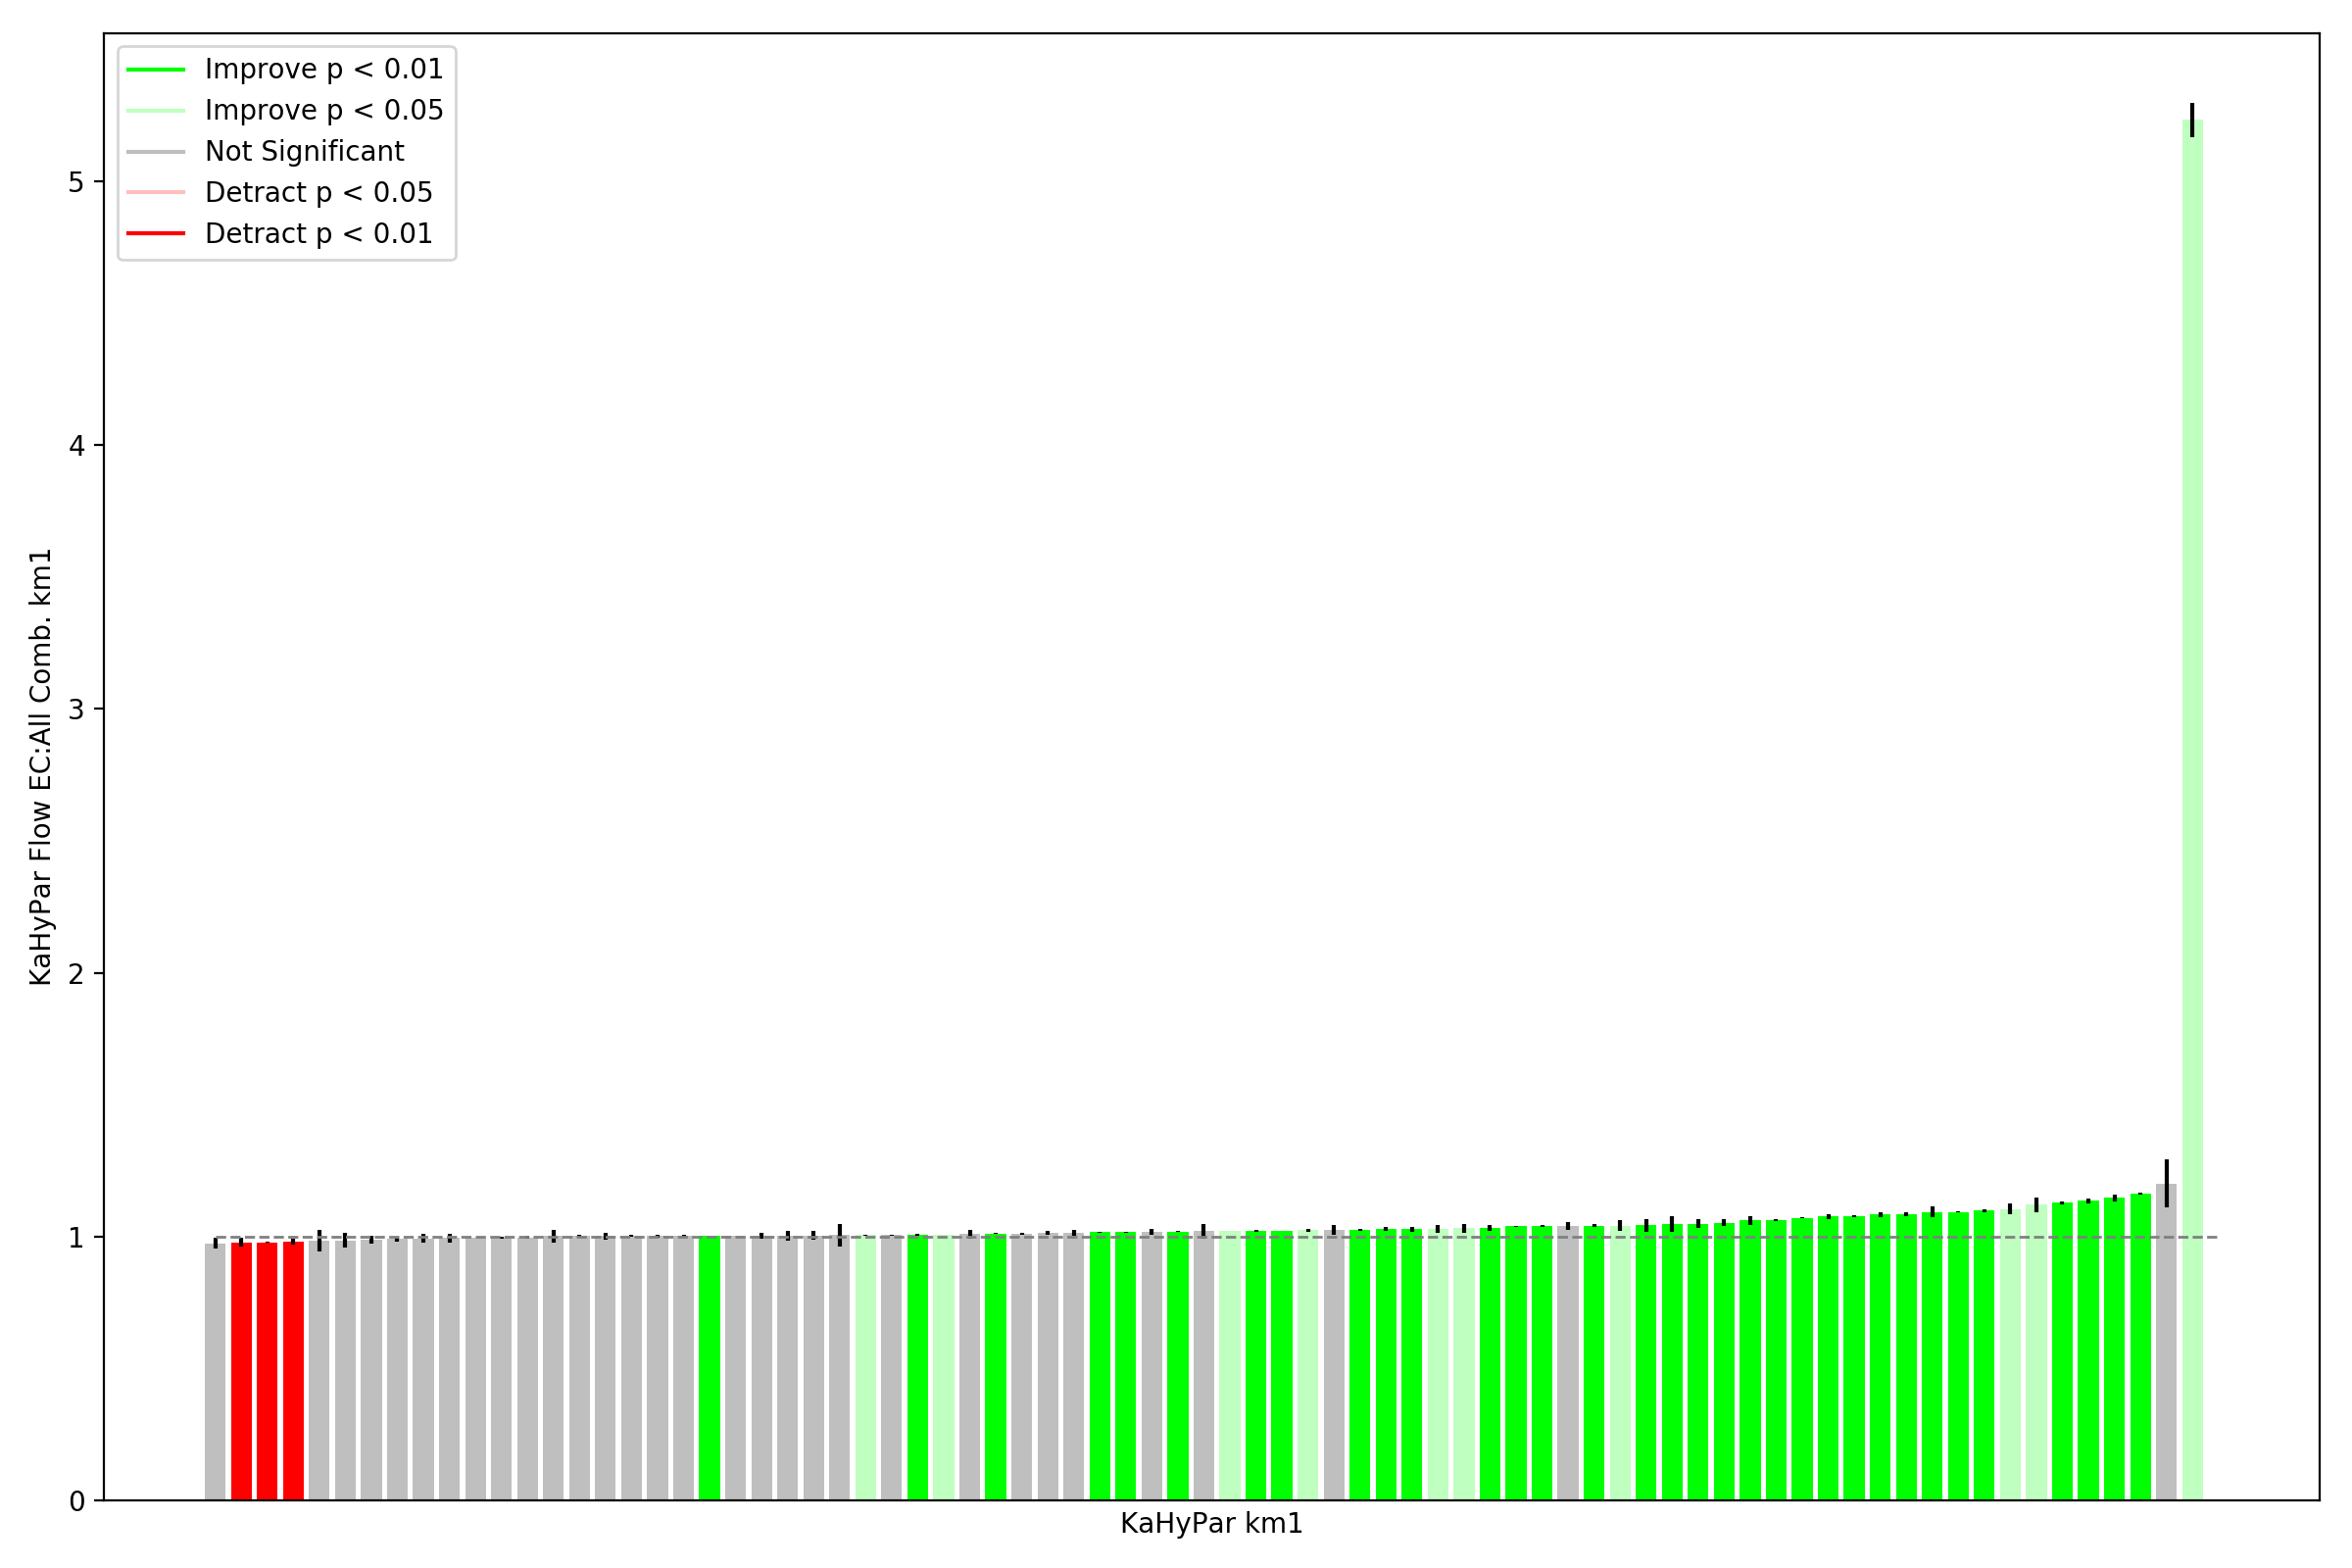 Improve p < 0.01
Improve p < 0.05
Not Significant
Detract p < 0.05
Detract p < 0.01
KaHyPar Flow EC:All Comb. km1
5
4
3
2
1
0
KaHyPar km1